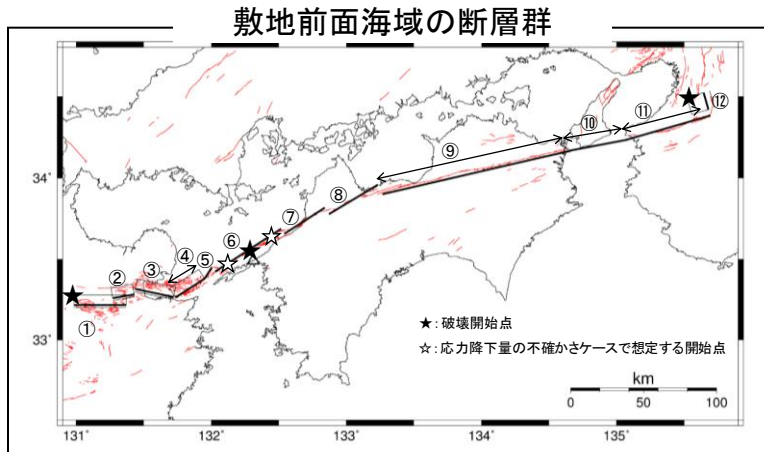 敷地前面海域の断層群
⑫
⑪
⑩
⑨
34°
⑧
⑦
⑥
⑤
④
③
②
①
★:破壊開始点
☆:応力降下量の不確かさケースで想定する開始点
33°
km
0 50 100
131° 132° 133° 134° 135°